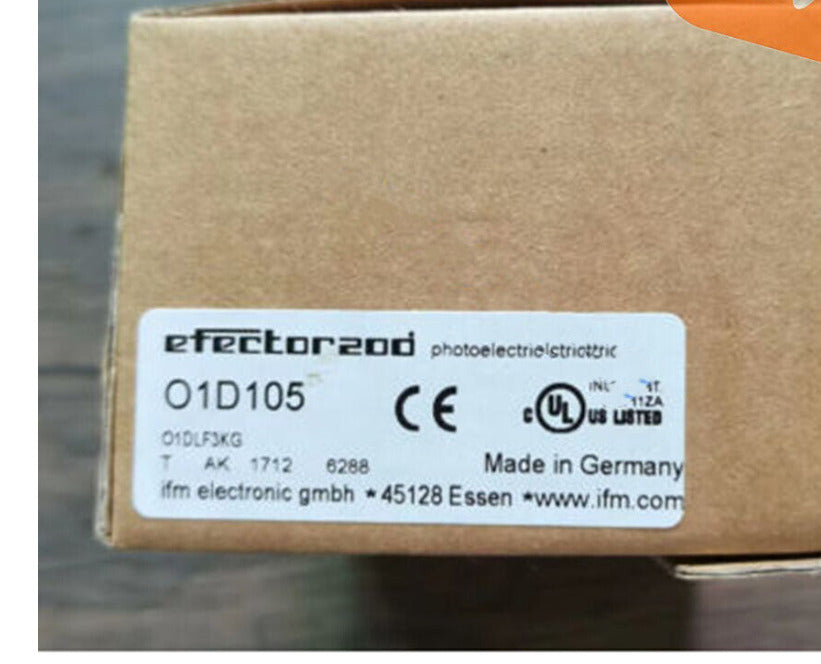 efector200
O1D105
CE
C UL US LISTED
11ZA
O1DLF3KG
T AK 1712 6288
Made in Germany
ifm electronic gmbh *45128 Essen *www.ifm.com